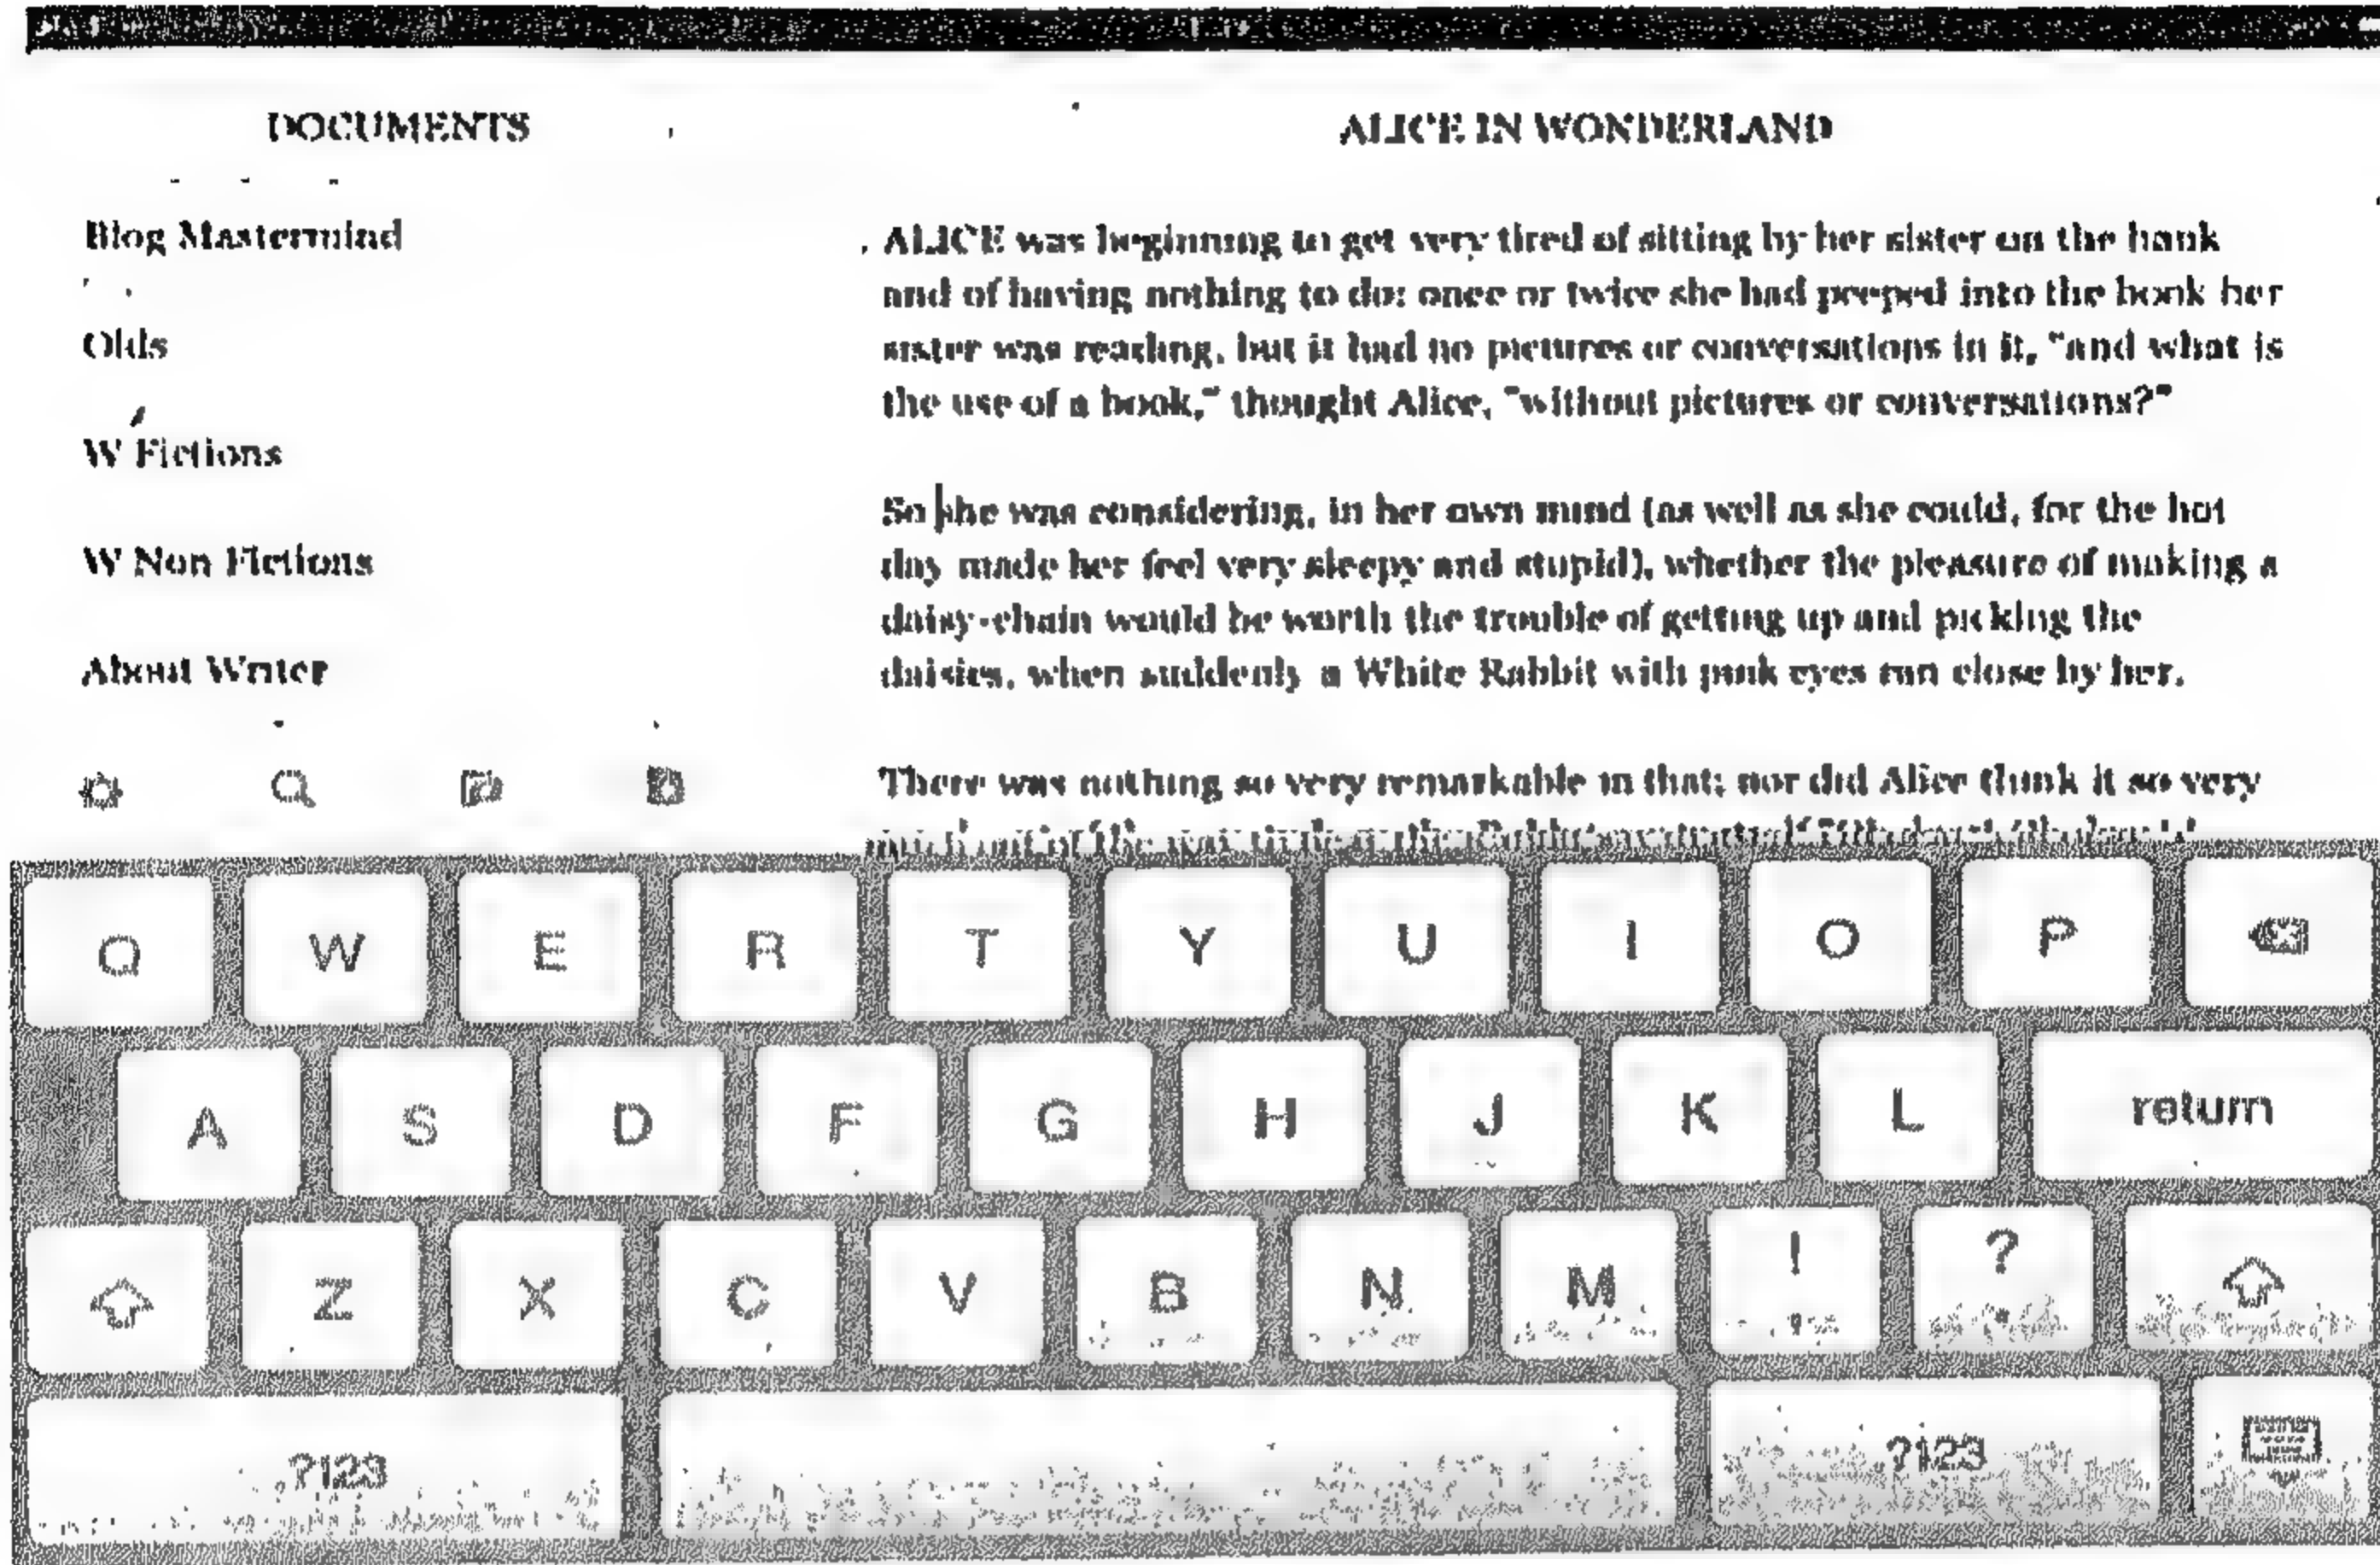 DOCUMENTS
Blog Mastermind
Olds
W Fictions
W Non Fictions
About Writer
ALICE IN WONDERLAND
ALICE was beginning to get very tired of sitting by her sister on the bank
and of having nothing to do: once or twice she had peeped into the book her
sister was reading, but it had no pictures or conversations in it, "and what is
the use of a book," thought Alice, "without pictures or conversations?"
So she was considering, in her own mind (as well as she could, for the hot
day made her feel very sleepy and stupid), whether the pleasure of making a
daisy-chain would be worth the trouble of getting up and picking the
daisies, when suddenly a White Rabbit with pink eyes ran close by her.
There was nothing so very remarkable in that; nor did Alice think it so very
Q W E R T Y U I O P
A S D F G H J K L return
Z X C V B N M ! , ? .
?123 ?123